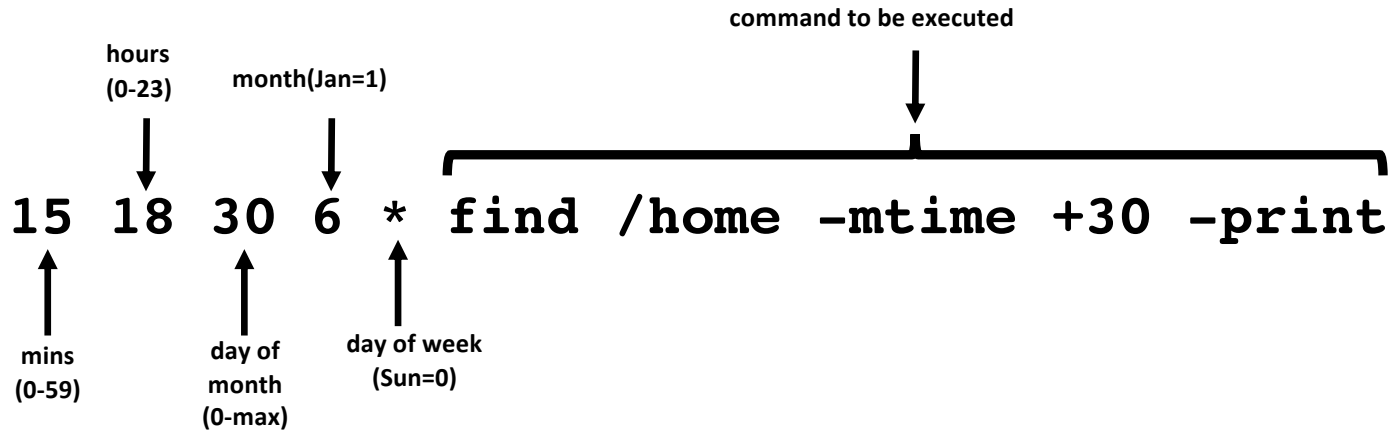 command to be executed
hours
(0-23)
month(Jan=1)
15 18 30 6 * find /home -mtime +30 -print
mins
(0-59)
day of
month
(0-max)
day of week
(Sun=0)